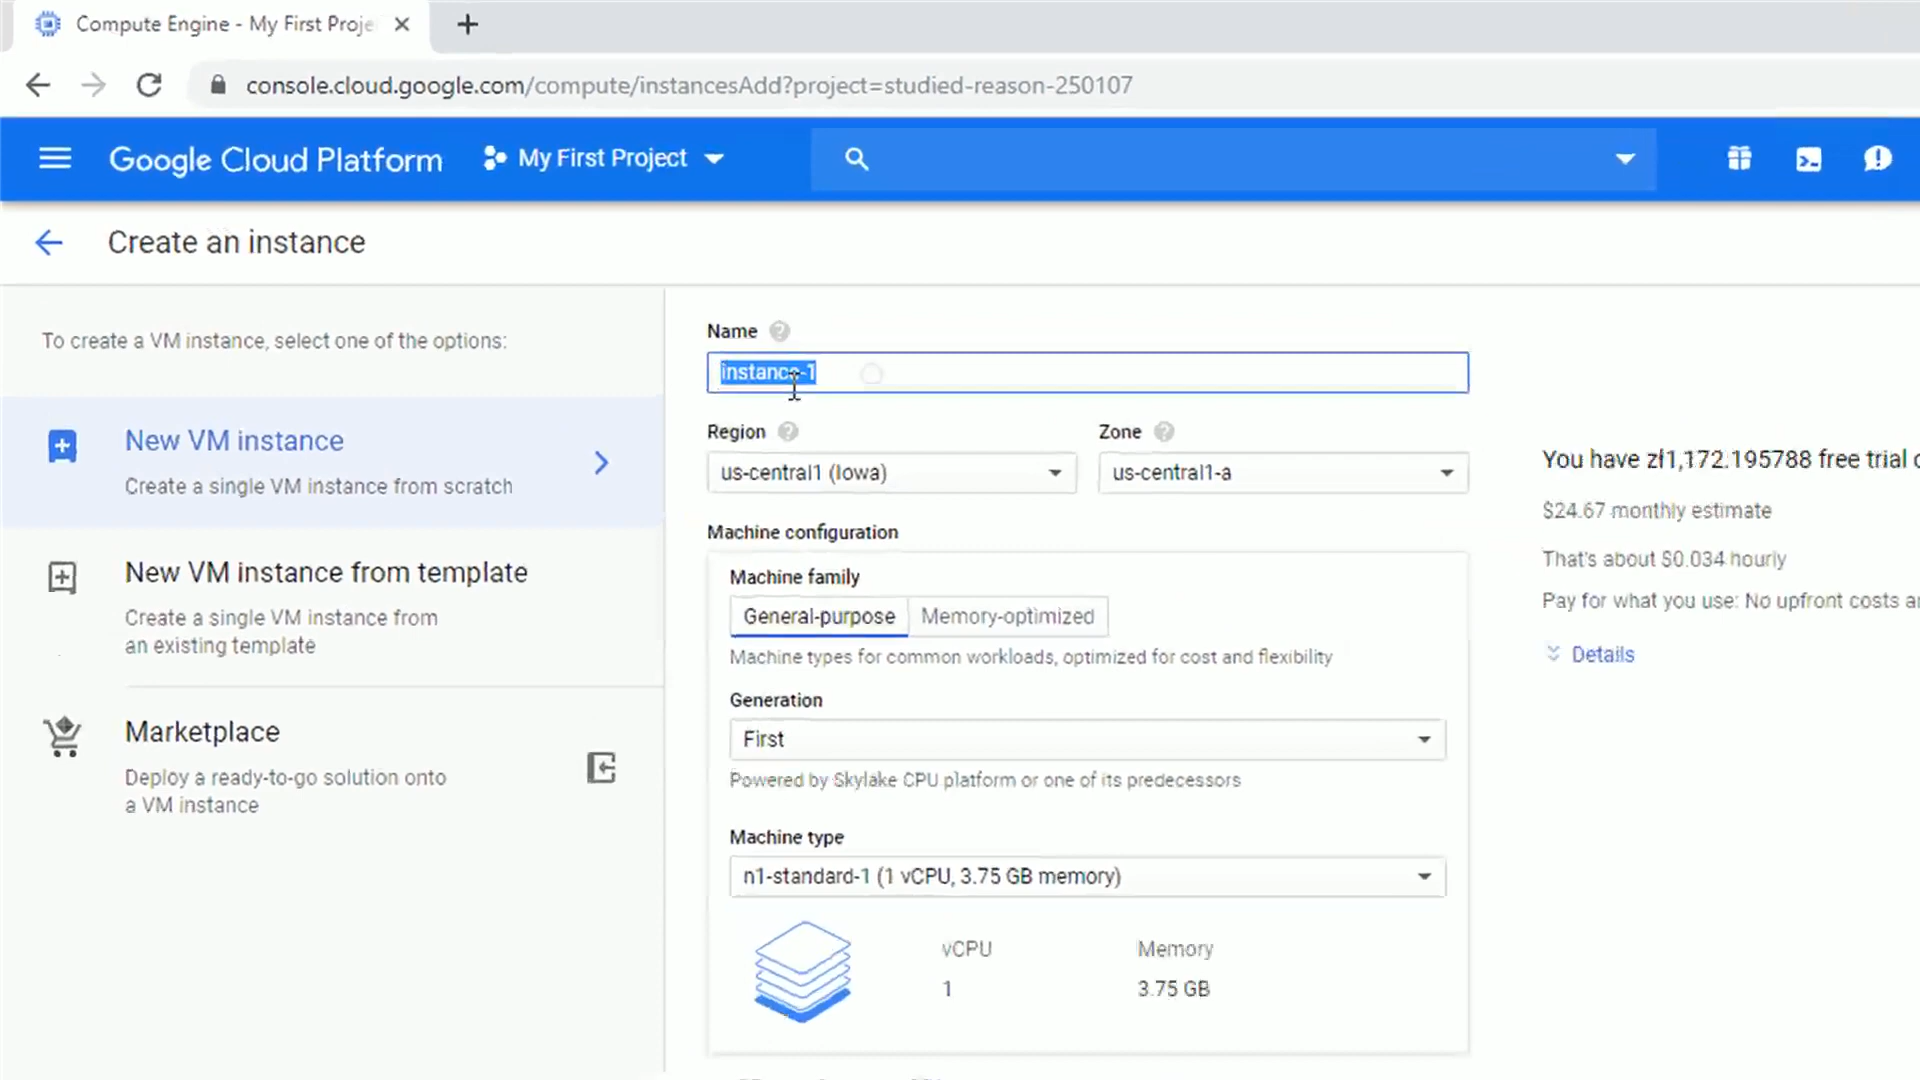 Compute Engine - My First Proje
console.cloud.google.com/compute/instancesAdd?project=studied-reason-250107
Google Cloud Platform
My First Project
Create an instance
To create a VM instance, select one of the options:
New VM instance
Create a single VM instance from scratch
New VM instance from template
Create a single VM instance from
an existing template
Marketplace
Deploy a ready-to-go solution onto
a VM instance
Name
instance-1
Region
Zone
us-central1 (Iowa)
us-central1-a
Machine configuration
Machine family
General-purpose
Memory-optimized
Machine types for common workloads, optimized for cost and flexibility
Generation
First
Powered by Skylake CPU platform or one of its predecessors
Machine type
n1-standard-1 (1 vCPU, 3.75 GB memory)
vCPU
Memory
1
3.75 GB
You have zł1,172.195788 free trial
$24.67 monthly estimate
That's about $0.034 hourly
Pay for what you use: No upfront costs
Details